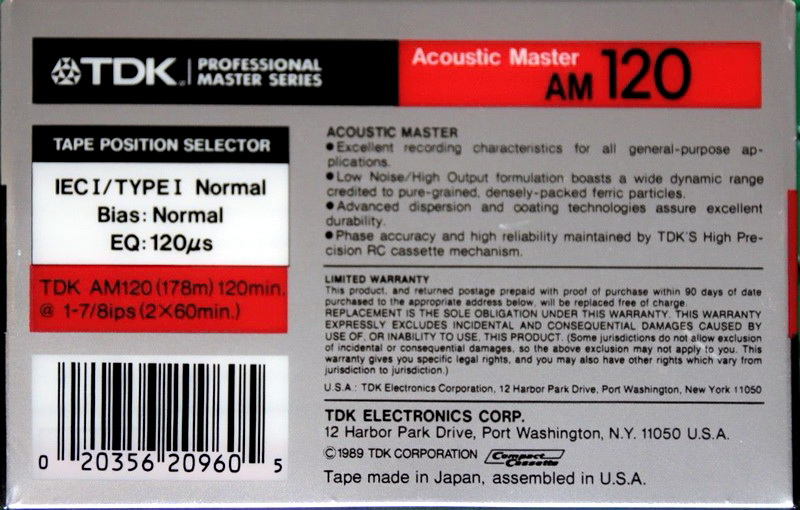 TDK. PROFESSIONAL
MASTER SERIES
Acoustic Master
AM 120
TAPE POSITION SELECTOR
IEC I/TYPE I Normal
Bias: Normal
EQ: 120µs
TDK AM120 (178m) 120min.
@ 1-7/8ips (2×60min.)
0 20356 20960 5
ACOUSTIC MASTER
●Excellent recording characteristics for all general-purpose ap-
plications.
●Low Noise/High Output formulation boasts a wide dynamic range
credited to pure-grained, densely-packed ferric particles.
●Advanced dispersion and coating technologies assure excellent
durability.
●Phase accuracy and high reliability maintained by TDK'S High Pre-
cision RC cassette mechanism.
LIMITED WARRANTY
This product, and returned postage prepaid with proof of purchase within 90 days of date
purchased to the appropriate address below, will be replaced free of charge.
REPLACEMENT IS THE SOLE OBLIGATION UNDER THIS WARRANTY. THIS WARRANTY
EXPRESSLY EXCLUDES INCIDENTAL AND CONSEQUENTIAL DAMAGES CAUSED BY
USE OF, OR INABILITY TO USE, THIS PRODUCT. (Some jurisdictions do not allow exclusion
of incidental or consequential damages, so the above exclusion may not apply to you. This
warranty gives you specific legal rights, and you may also have other rights which vary from
jurisdiction to jurisdiction.)
U.S.A.: TDK Electronics Corporation, 12 Harbor Park Drive, Port Washington, New York 11050
TDK ELECTRONICS CORP.
12 Harbor Park Drive, Port Washington, N.Y. 11050 U.S.A.
©1989 TDK CORPORATION Compact Cassette
Tape made in Japan, assembled in U.S.A.